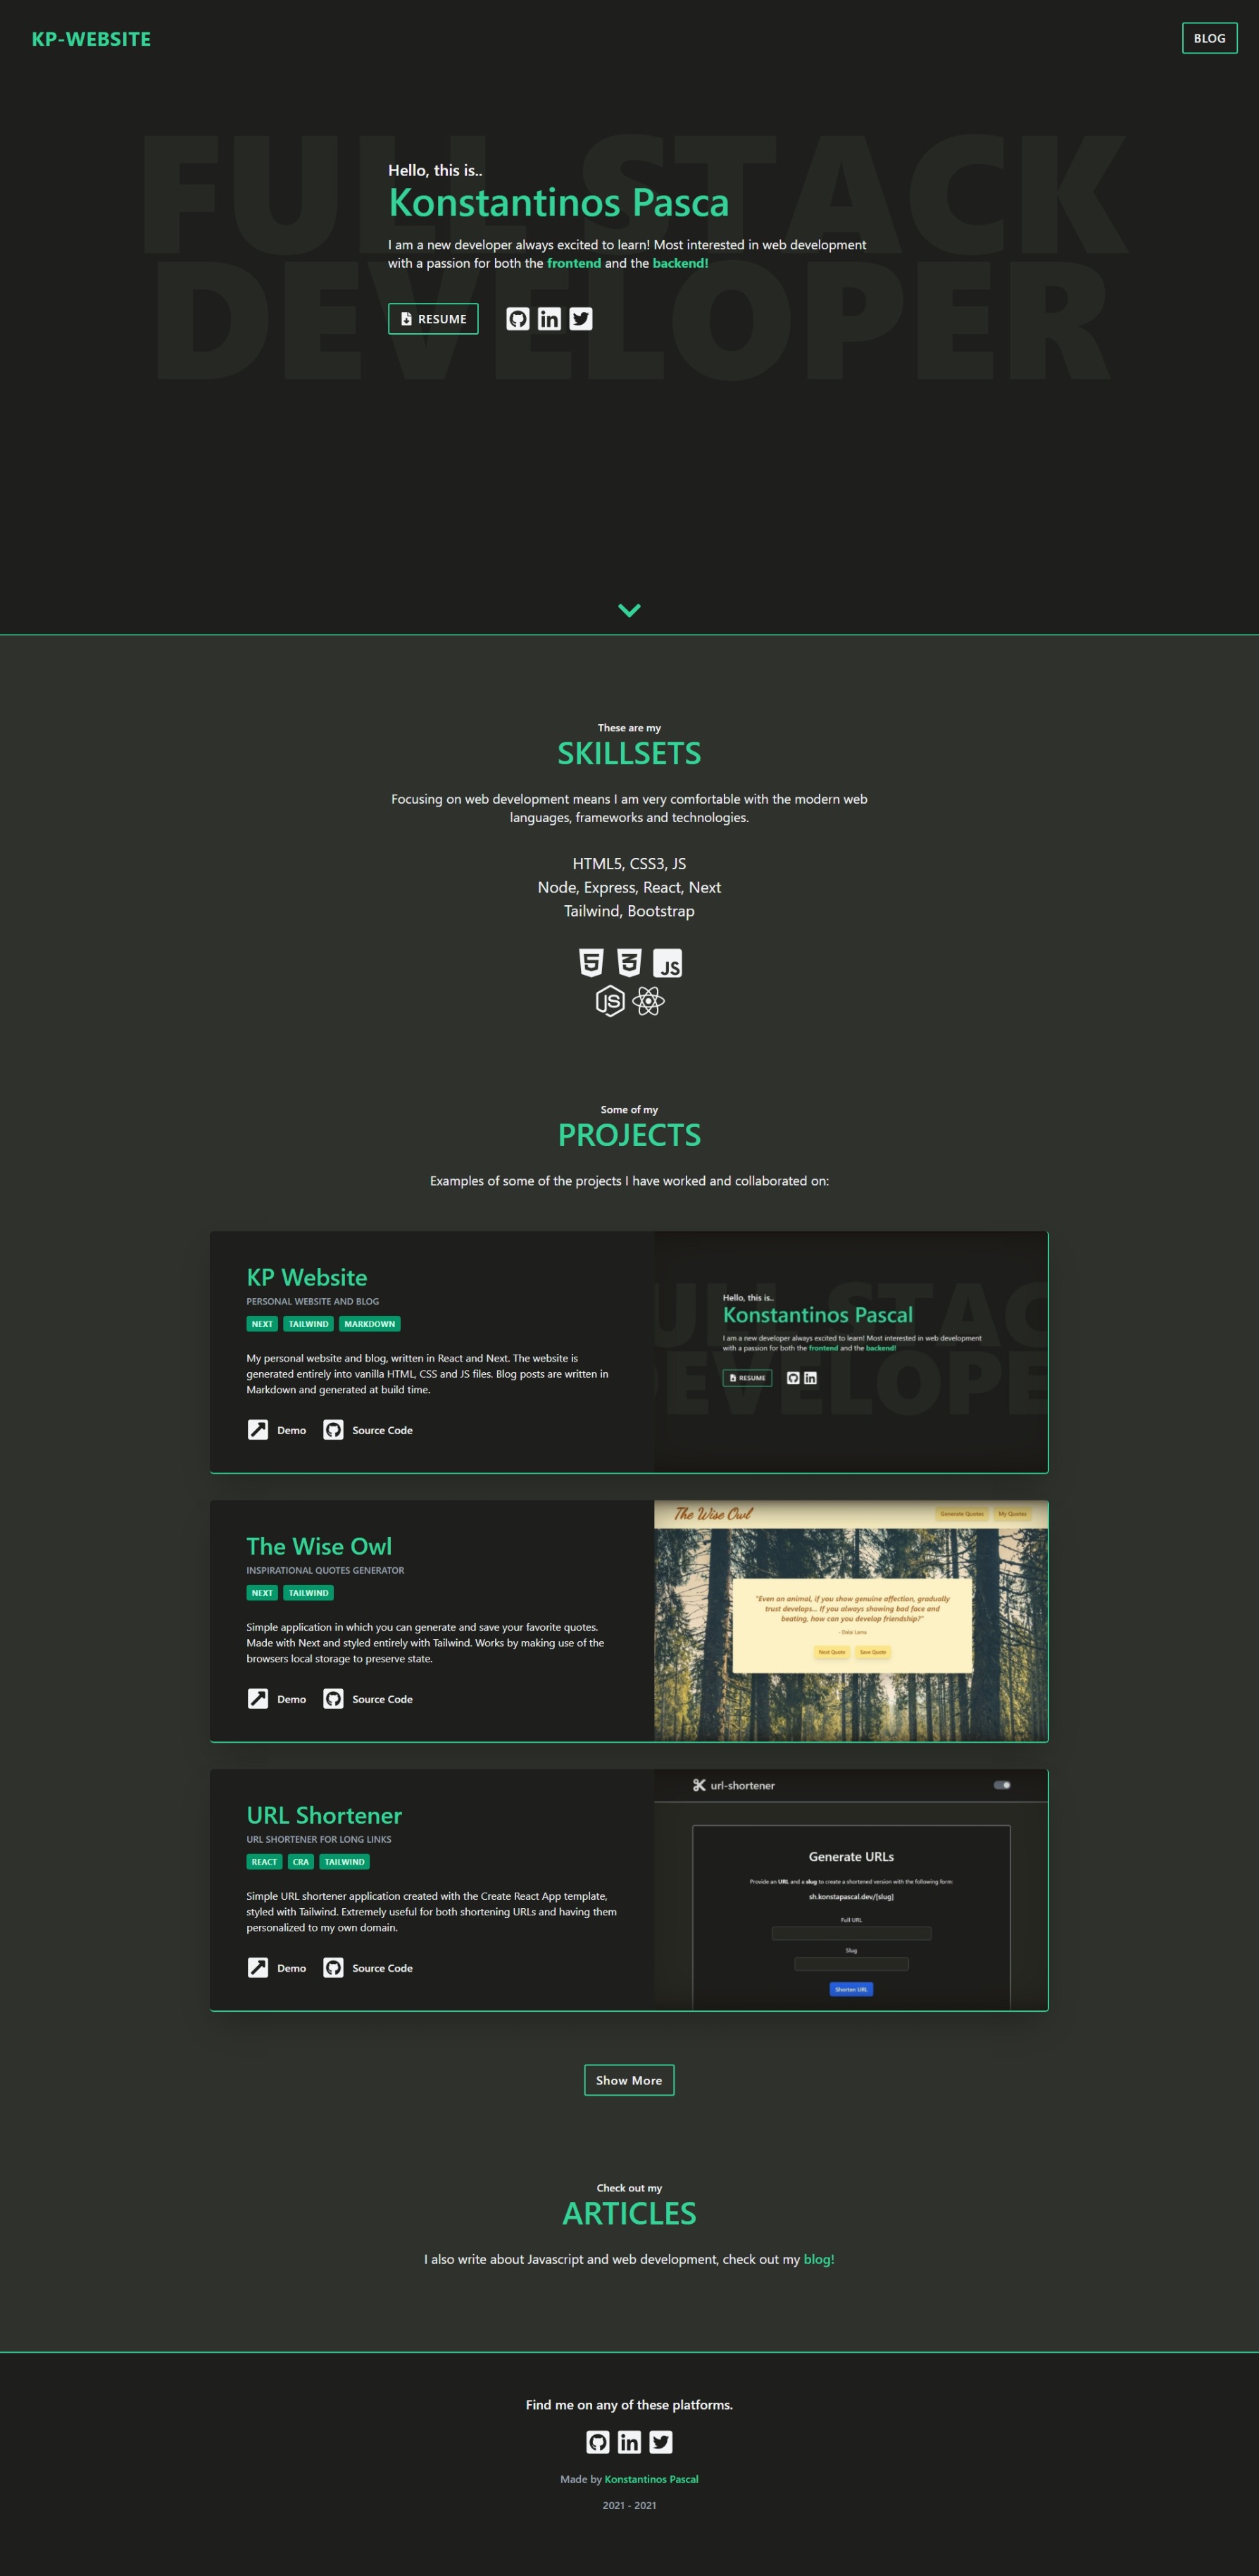 KP-WEBSITE
BLOG
FULL STACK
DEVELOPER
Hello, this is..
Konstantinos Pasca
I am a new developer always excited to learn! Most interested in web development
with a passion for both the frontend and the backend!
RESUME
These are my
SKILLSETS
Focusing on web development means I am very comfortable with the modern web
languages, frameworks and technologies.
HTML5, CSS3, JS
Node, Express, React, Next
Tailwind, Bootstrap
JS
JS
Some of my
PROJECTS
Examples of some of the projects I have worked and collaborated on:
KP Website
PERSONAL WEBSITE AND BLOG
NEXT TAILWIND MARKDOWN
My personal website and blog, written in React and Next. The website is
generated entirely into vanilla HTML, CSS and JS files. Blog posts are written in
Markdown and generated at build time.
Demo Source Code
Hello, this is..
Konstantinos Pascal
I am a new developer always excited to learn! Most interested in web development
with a passion for both the frontend and the backend!
RESUME
The Wise Owl
INSPIRATIONAL QUOTES GENERATOR
NEXT TAILWIND
Simple application in which you can generate and save your favorite quotes.
Made with Next and styled entirely with Tailwind. Works by making use of the
browsers local storage to preserve state.
Demo Source Code
The Wise Owl
Generate Quotes My Quotes
"Even an animal, if you show genuine affection, gradually
trust develops... If you always showing bad face and
beating, how can you develop friendship?"
- Dalai Lama
Next Quote Save Quote
URL Shortener
URL SHORTENER FOR LONG LINKS
REACT CRA TAILWIND
Simple URL shortener application created with the Create React App template,
styled with Tailwind. Extremely useful for both shortening URLs and having them
personalized to my own domain.
Demo Source Code
url-shortener
Generate URLs
Provide an URL and a slug to create a shortened version with the following form:
sh.konstapascal.dev/[slug]
Full URL
Slug
Shorten URL
Show More
Check out my
ARTICLES
I also write about Javascript and web development, check out my blog!
Find me on any of these platforms.
Made by Konstantinos Pascal
2021 - 2021